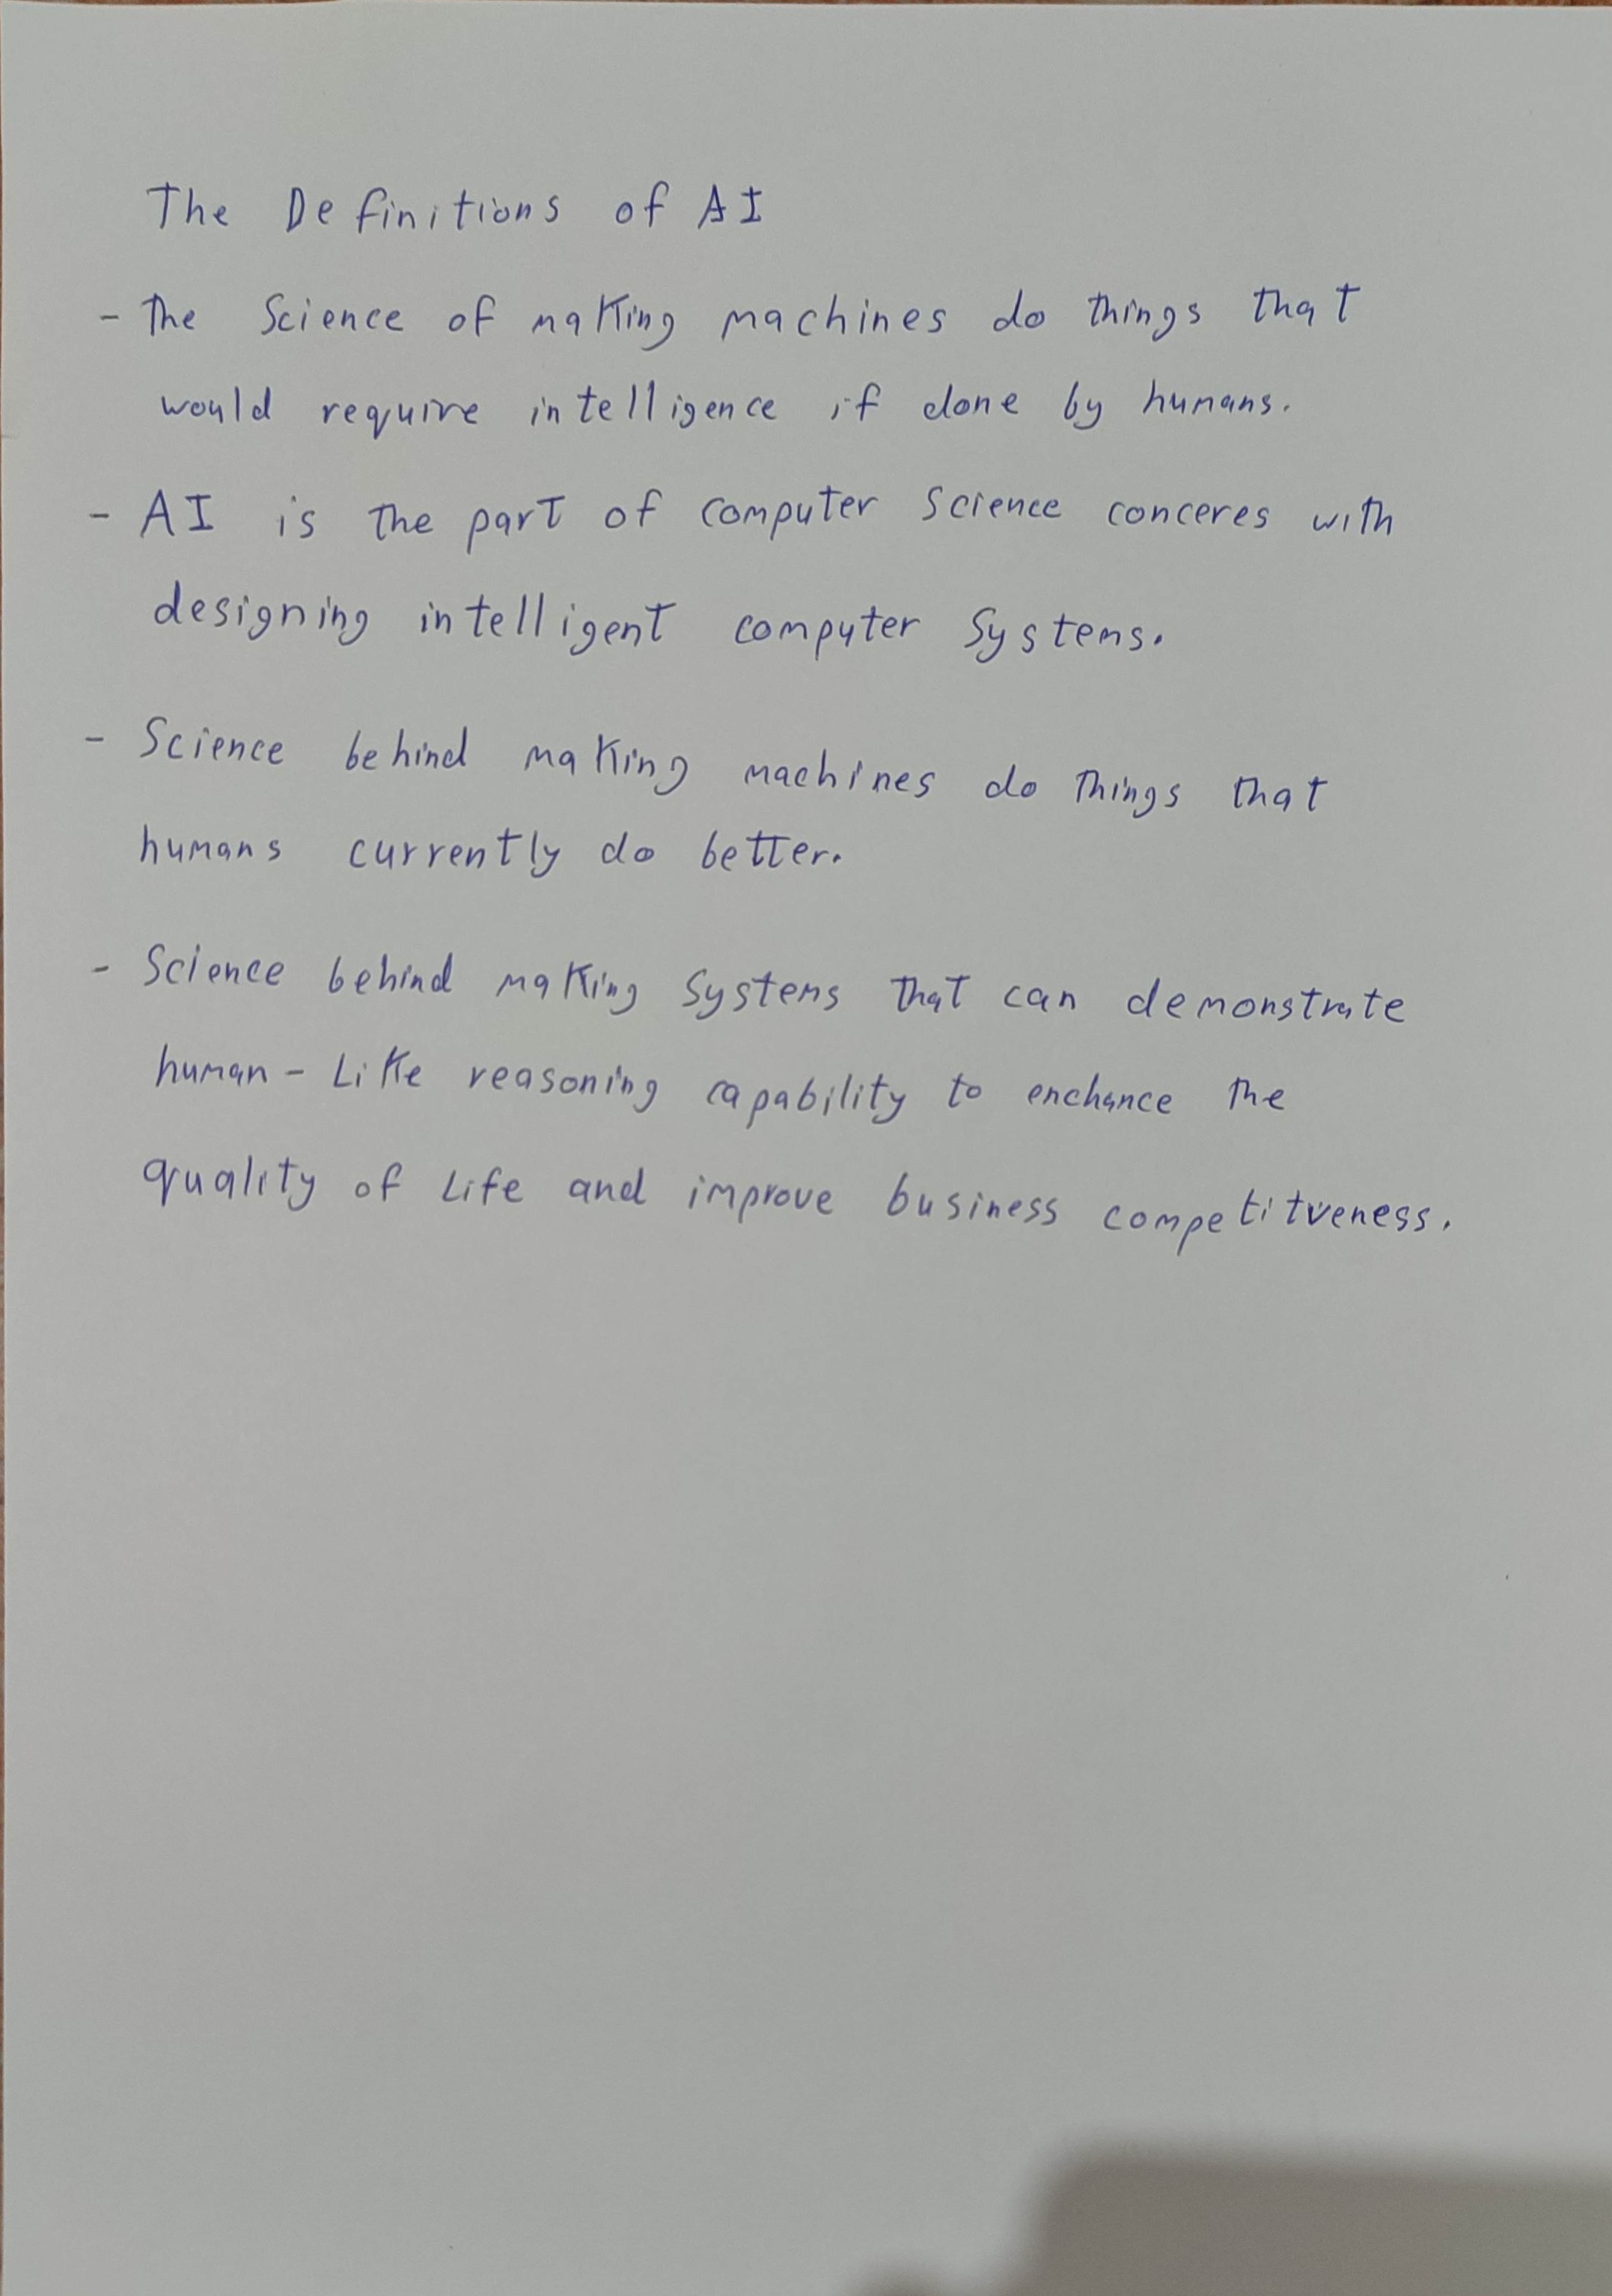 The Definitions of AI
- The Science of making machines do things that
would require intelligence if done by humans.
- AI is the part of computer Science conceres with
designing intelligent computer Systems.
- Science behind making machines do things that
humans currently do better.
- Science behind making Systems that can demonstrate
human - Like reasoning capability to enchance the
quality of Life and improve business competitveness.